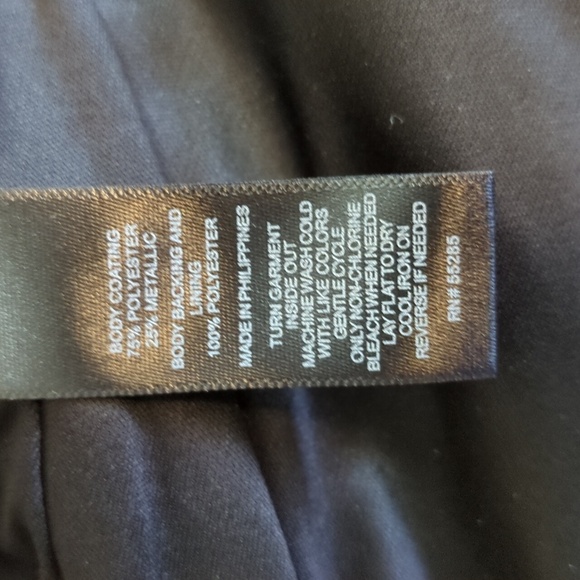 BODY COATING
75% POLYESTER
25% METALLIC
BODY BACKING AND
LINING
100% POLYESTER
MADE IN PHILIPPINES
TURN GARMENT
INSIDE OUT
MACHINE WASH COLD
WITH LIKE COLORS
GENTLE CYCLE
ONLY NON-CHLORINE
BLEACH WHEN NEEDED
LAY FLAT TO DRY
COOL IRON ON
REVERSE IF NEEDED
RN# 55285